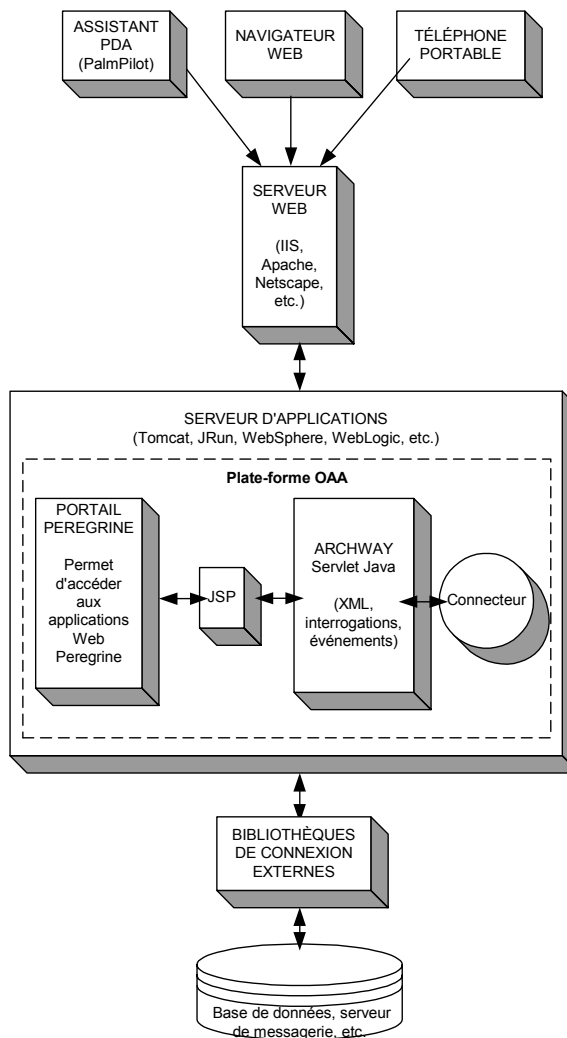 ASSISTANT
PDA
(PalmPilot)
NAVIGATEUR
WEB
TÉLÉPHONE
PORTABLE
SERVEUR
WEB
(IIS,
Apache,
Netscape,
etc.)
SERVEUR D'APPLICATIONS
(Tomcat, JRun, WebSphere, WebLogic, etc.)
Plate-forme OAA
PORTAIL
PEREGRINE
Permet
d'accéder
aux
applications
Web
Peregrine
JSP
ARCHWAY
Servlet Java
(XML,
interrogations,
événements)
Connecteur
BIBLIOTHÈQUES
DE CONNEXION
EXTERNES
Base de données, serveur
de messagerie, etc.